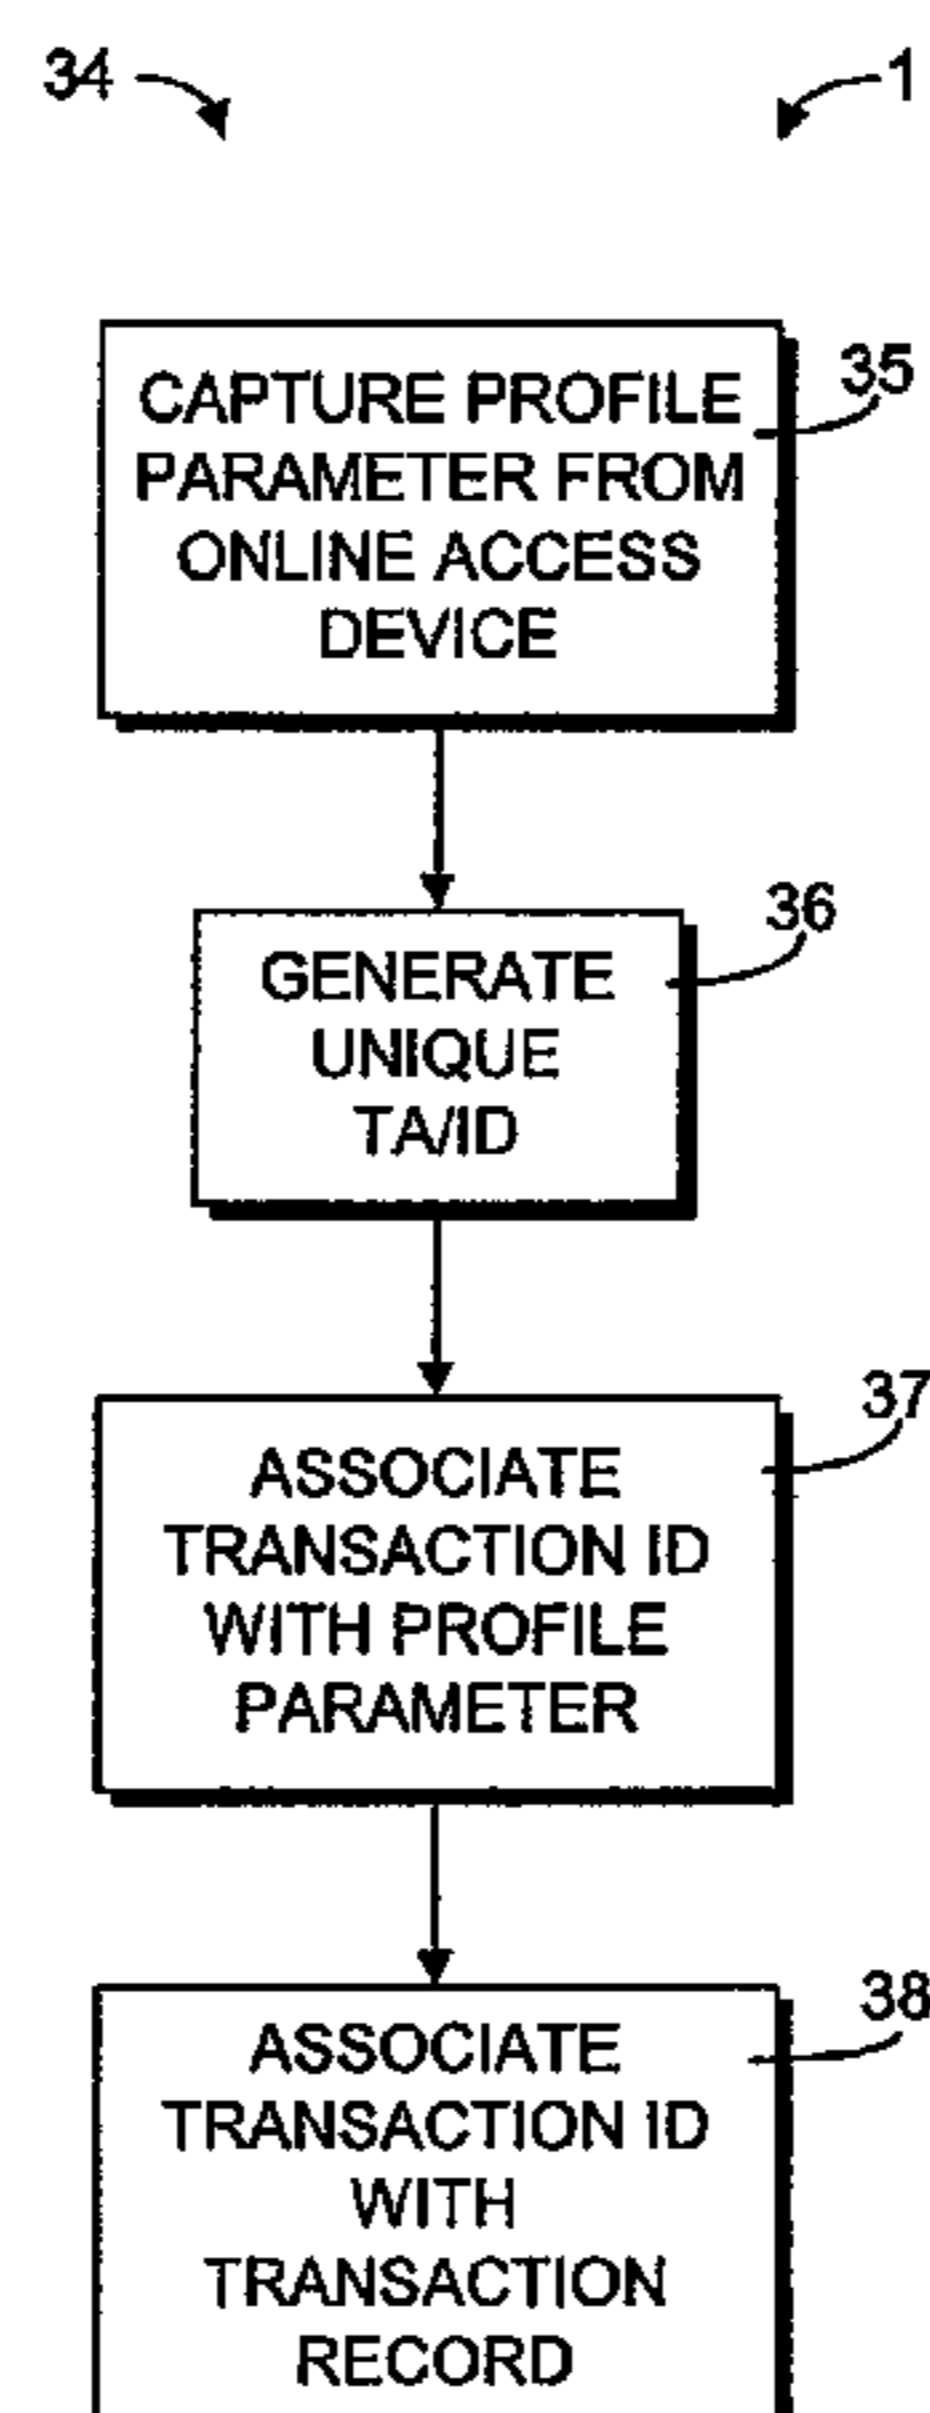 34
1
CAPTURE PROFILE
PARAMETER FROM
ONLINE ACCESS
DEVICE
35
GENERATE
UNIQUE
TA/ID
36
ASSOCIATE
TRANSACTION ID
WITH PROFILE
PARAMETER
37
ASSOCIATE
TRANSACTION ID
WITH
TRANSACTION
RECORD
38